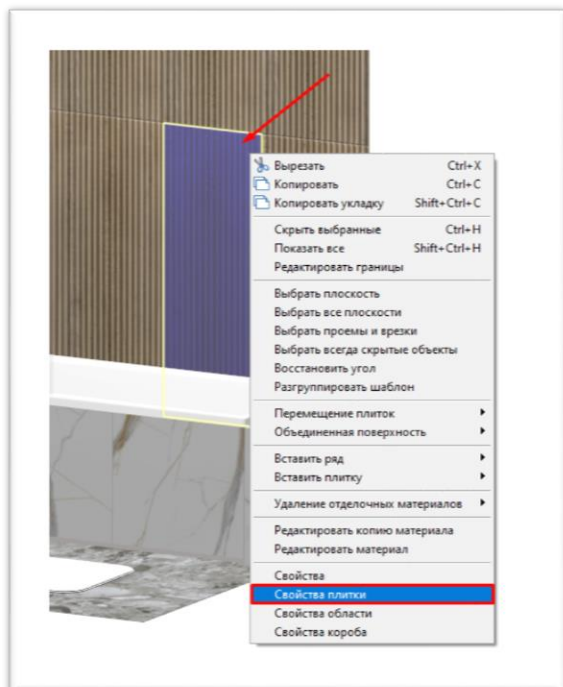 Вырезать Ctrl+X
Копировать Ctrl+C
Копировать укладку Shift+Ctrl+C
Скрыть выбранные Ctrl+H
Показать все Shift+Ctrl+H
Редактировать границы
Выбрать плоскость
Выбрать все плоскости
Выбрать проемы и врезки
Выбрать всегда скрытые объекты
Восстановить угол
Разгруппировать шаблон
Перемещение плиток
Объединенная поверхность
Вставить ряд
Вставить плитку
Удаление отделочных материалов
Редактировать копию материала
Редактировать материал
Свойства
Свойства плитки
Свойства области
Свойства короба